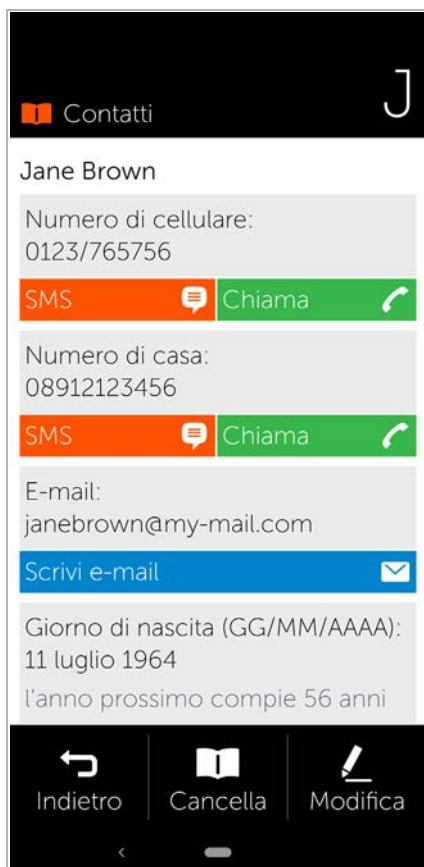 J
Contatti
Jane Brown
Numero di cellulare:
0123/765756
SMS
Chiama
Numero di casa:
08912123456
SMS
Chiama
E-mail:
janebrown@my-mail.com
Scrivi e-mail
Giorno di nascita (GG/MM/AAAA):
11 luglio 1964
l'anno prossimo compie 56 anni
Indietro
Cancella
Modifica